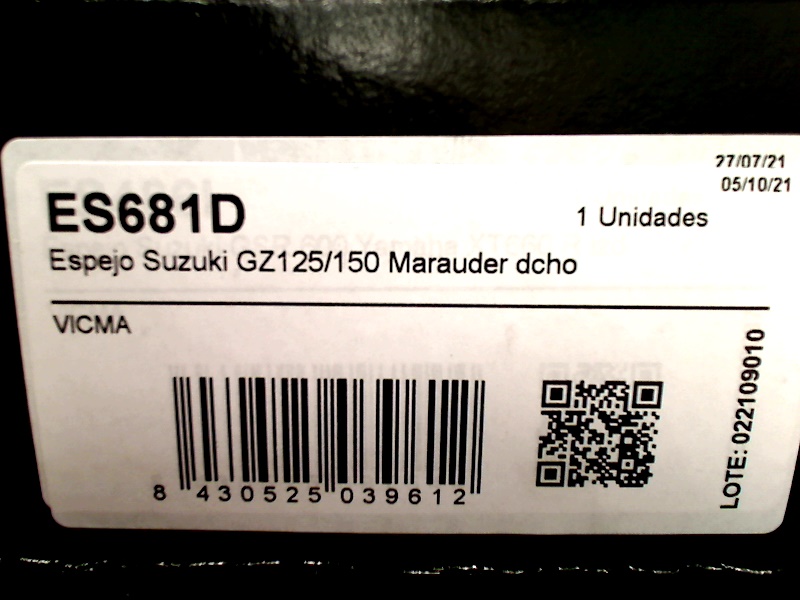 27/07/21
05/10/21
ES681D
1 Unidades
Espejo Suzuki GZ125/150 Marauder dcho
VICMA
8 430525 039612
LOTE: 022109010